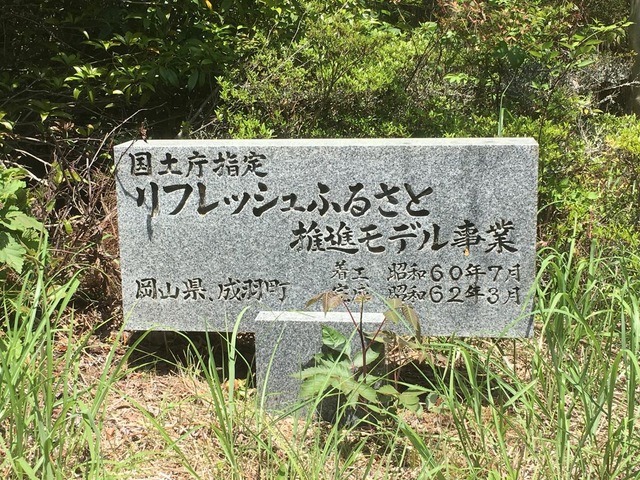 国土庁指定
リフレッシュふるさと
推進モデル事業
着工 昭和60年7月
岡山県、成羽町 完成 昭和62年3月